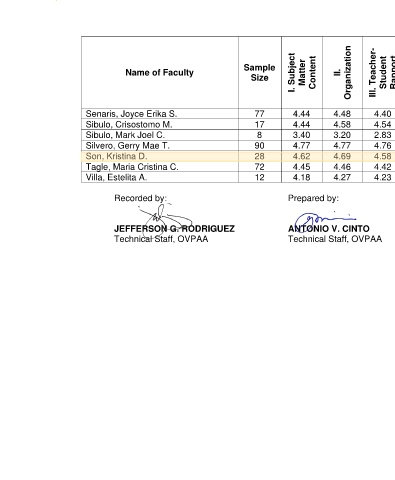 Name of Faculty Sample Size I. Subject Matter Content II. Organization III. Teacher-Student Rapport
Senaris, Joyce Erika S. 77 4.44 4.48 4.40
Sibulo, Crisostomo M. 17 4.44 4.58 4.54
Sibulo, Mark Joel C. 8 3.40 3.20 2.83
Silvero, Gerry Mae T. 90 4.77 4.77 4.76
Son, Kristina D. 28 4.62 4.69 4.58
Tagle, Maria Cristina C. 72 4.45 4.46 4.42
Villa, Estelita A. 12 4.18 4.27 4.23
Recorded by: Prepared by:
JEFFERSON G. RODRIGUEZ ANTONIO V. CINTO
Technical Staff, OVPAA Technical Staff, OVPAA